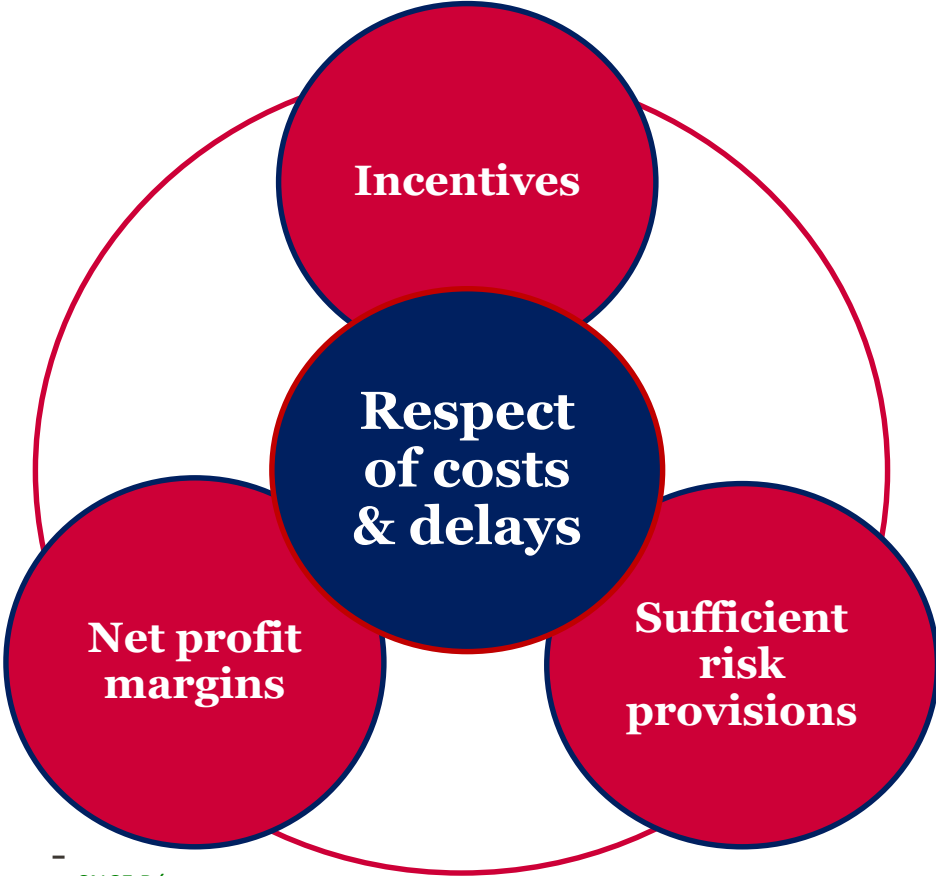 Incentives
Respect
of costs
& delays
Net profit
margins
Sufficient
risk
provisions
-